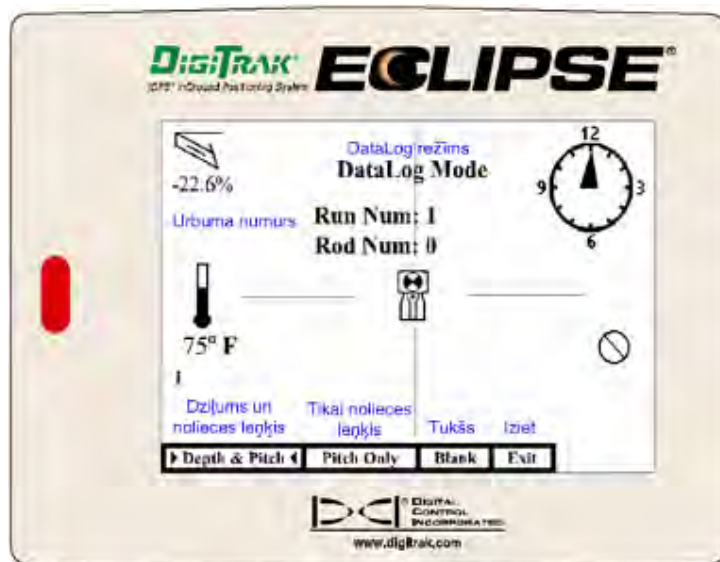 DIGITRAK® ECLIPSE®
iGPS® InGround Positioning System
-22.6%
DataLog režīms
DataLog Mode
12
3
6
9
Urbuma numurs
Run Num: 1
Rod Num: 0
75° F
1
Dziļums un nolieces leņķis
Tikai nolieces leņķis
Tukšs
Iziet
Depth & Pitch
Pitch Only
Blank
Exit
DIGITAL
CONTROL
INCORPORATED
www.digitrak.com